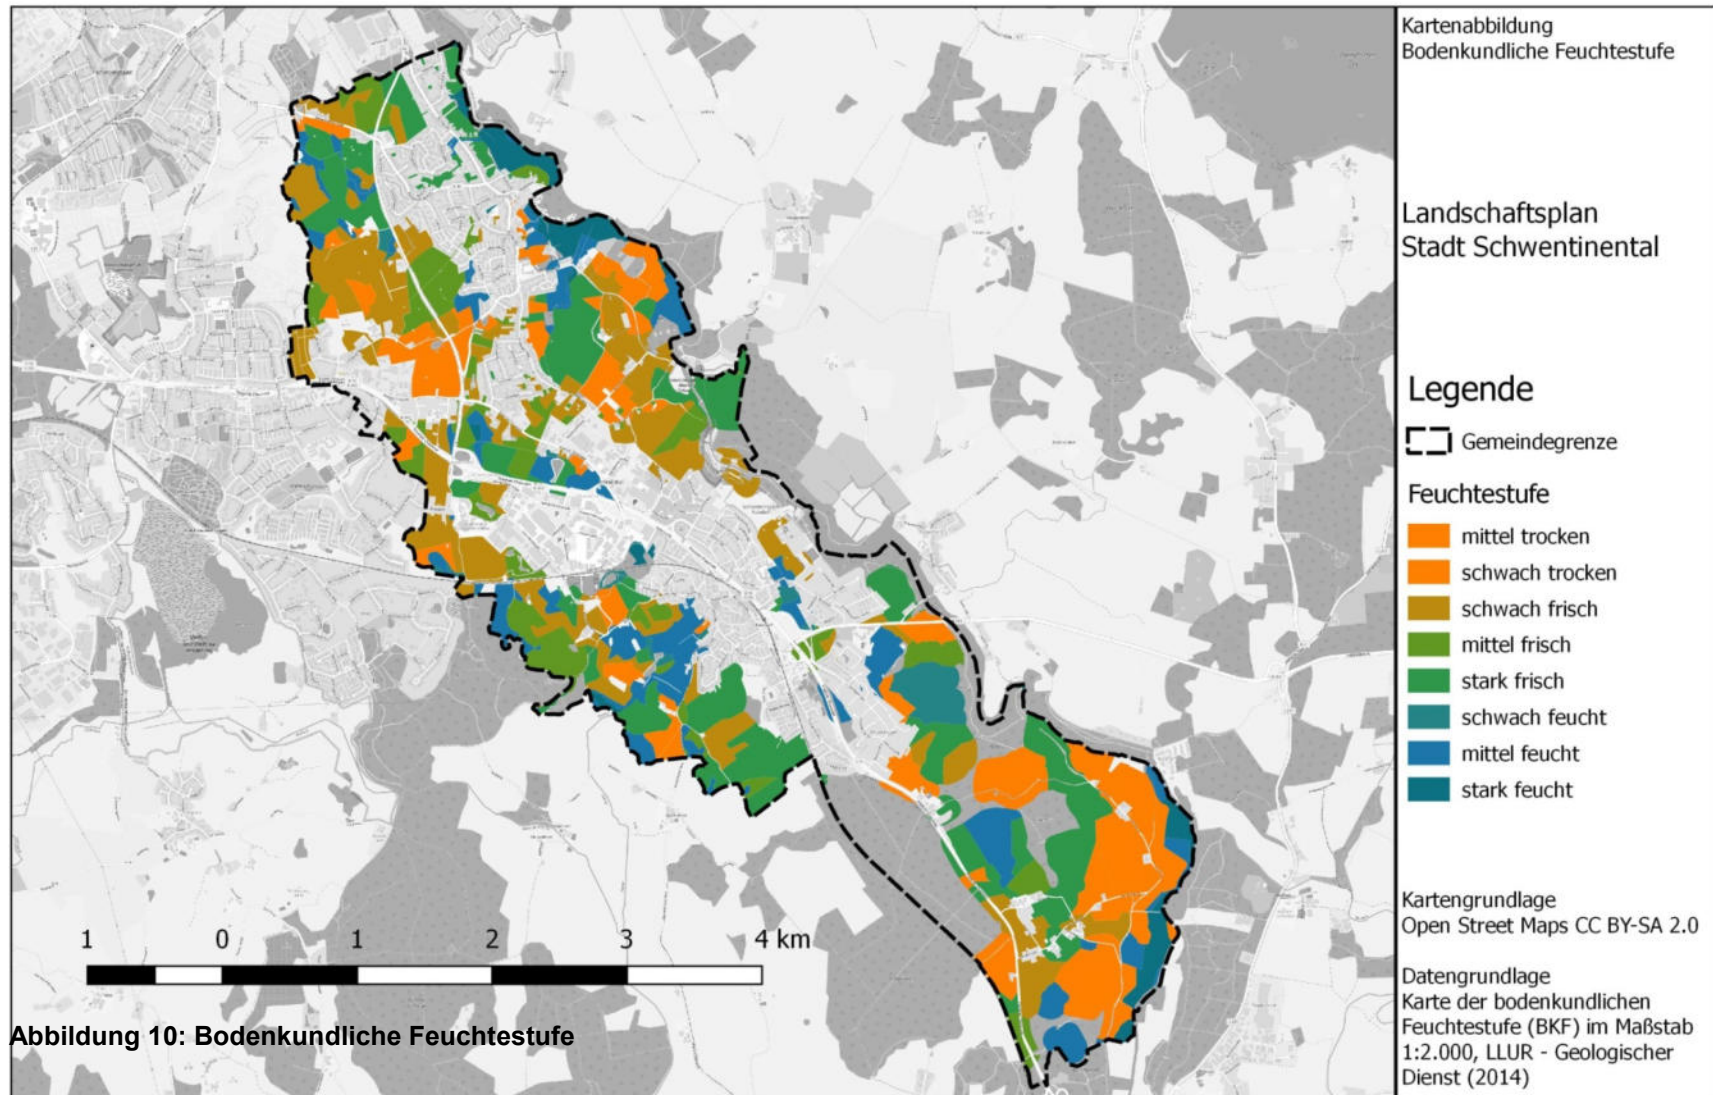 Kartenabbildung
Bodenkundliche Feuchtestufe
Landschaftsplan
Stadt Schwentinental
Legende
Gemeindegrenze
Feuchtestufe
mittel trocken
schwach trocken
schwach frisch
mittel frisch
stark frisch
schwach feucht
mittel feucht
stark feucht
Kartengrundlage
Open Street Maps CC BY-SA 2.0
Datengrundlage
Karte der bodenkundlichen
Feuchtestufe (BKF) im Maßstab
1:2.000, LLUR - Geologischer
Dienst (2014)
1 0 1 2 3 4 km
Abbildung 10: Bodenkundliche Feuchtestufe